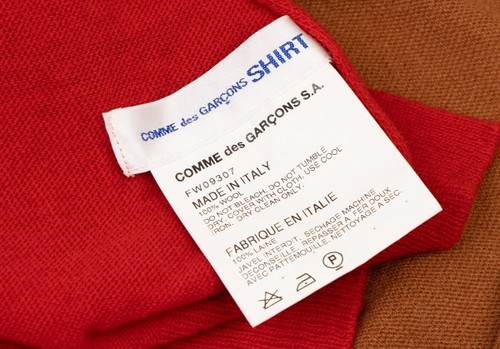 COMME des GARÇONS SHIRT
COMME des GARÇONS S.A.
FW09307
MADE IN ITALY
100% WOOL
DO NOT BLEACH. DO NOT TUMBLE
DRY. COVER WITH CLOTH. USE COOL
IRON. DRY CLEAN ONLY.
FABRIQUE EN ITALIE
100% LAINE
JAVEL INTERDIT. SECHAGE MACHINE
DECONSEILLE. REPASSER A FER DOUX
AVEC PATTEMOUILLE. NETTOYAGE A SEC.
P